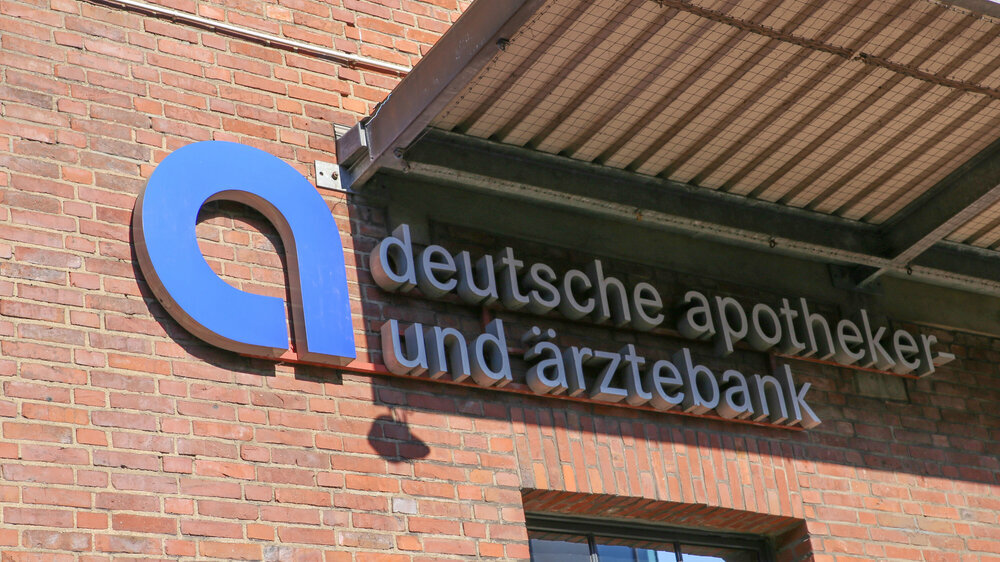 deutsche apotheker-
und ärztebank